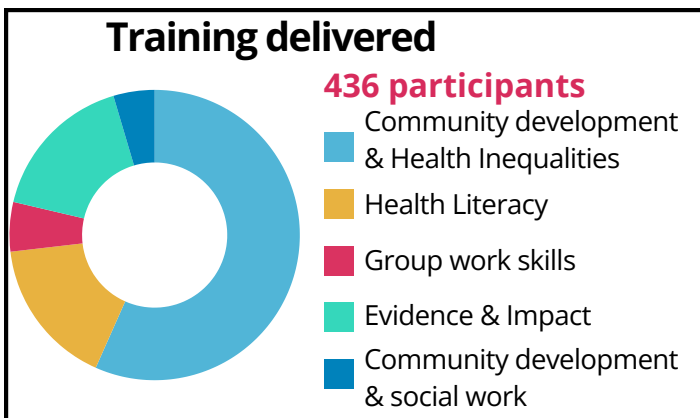 Training delivered
436 participants
Community development
& Health Inequalities
Health Literacy
Group work skills
Evidence & Impact
Community development
& social work